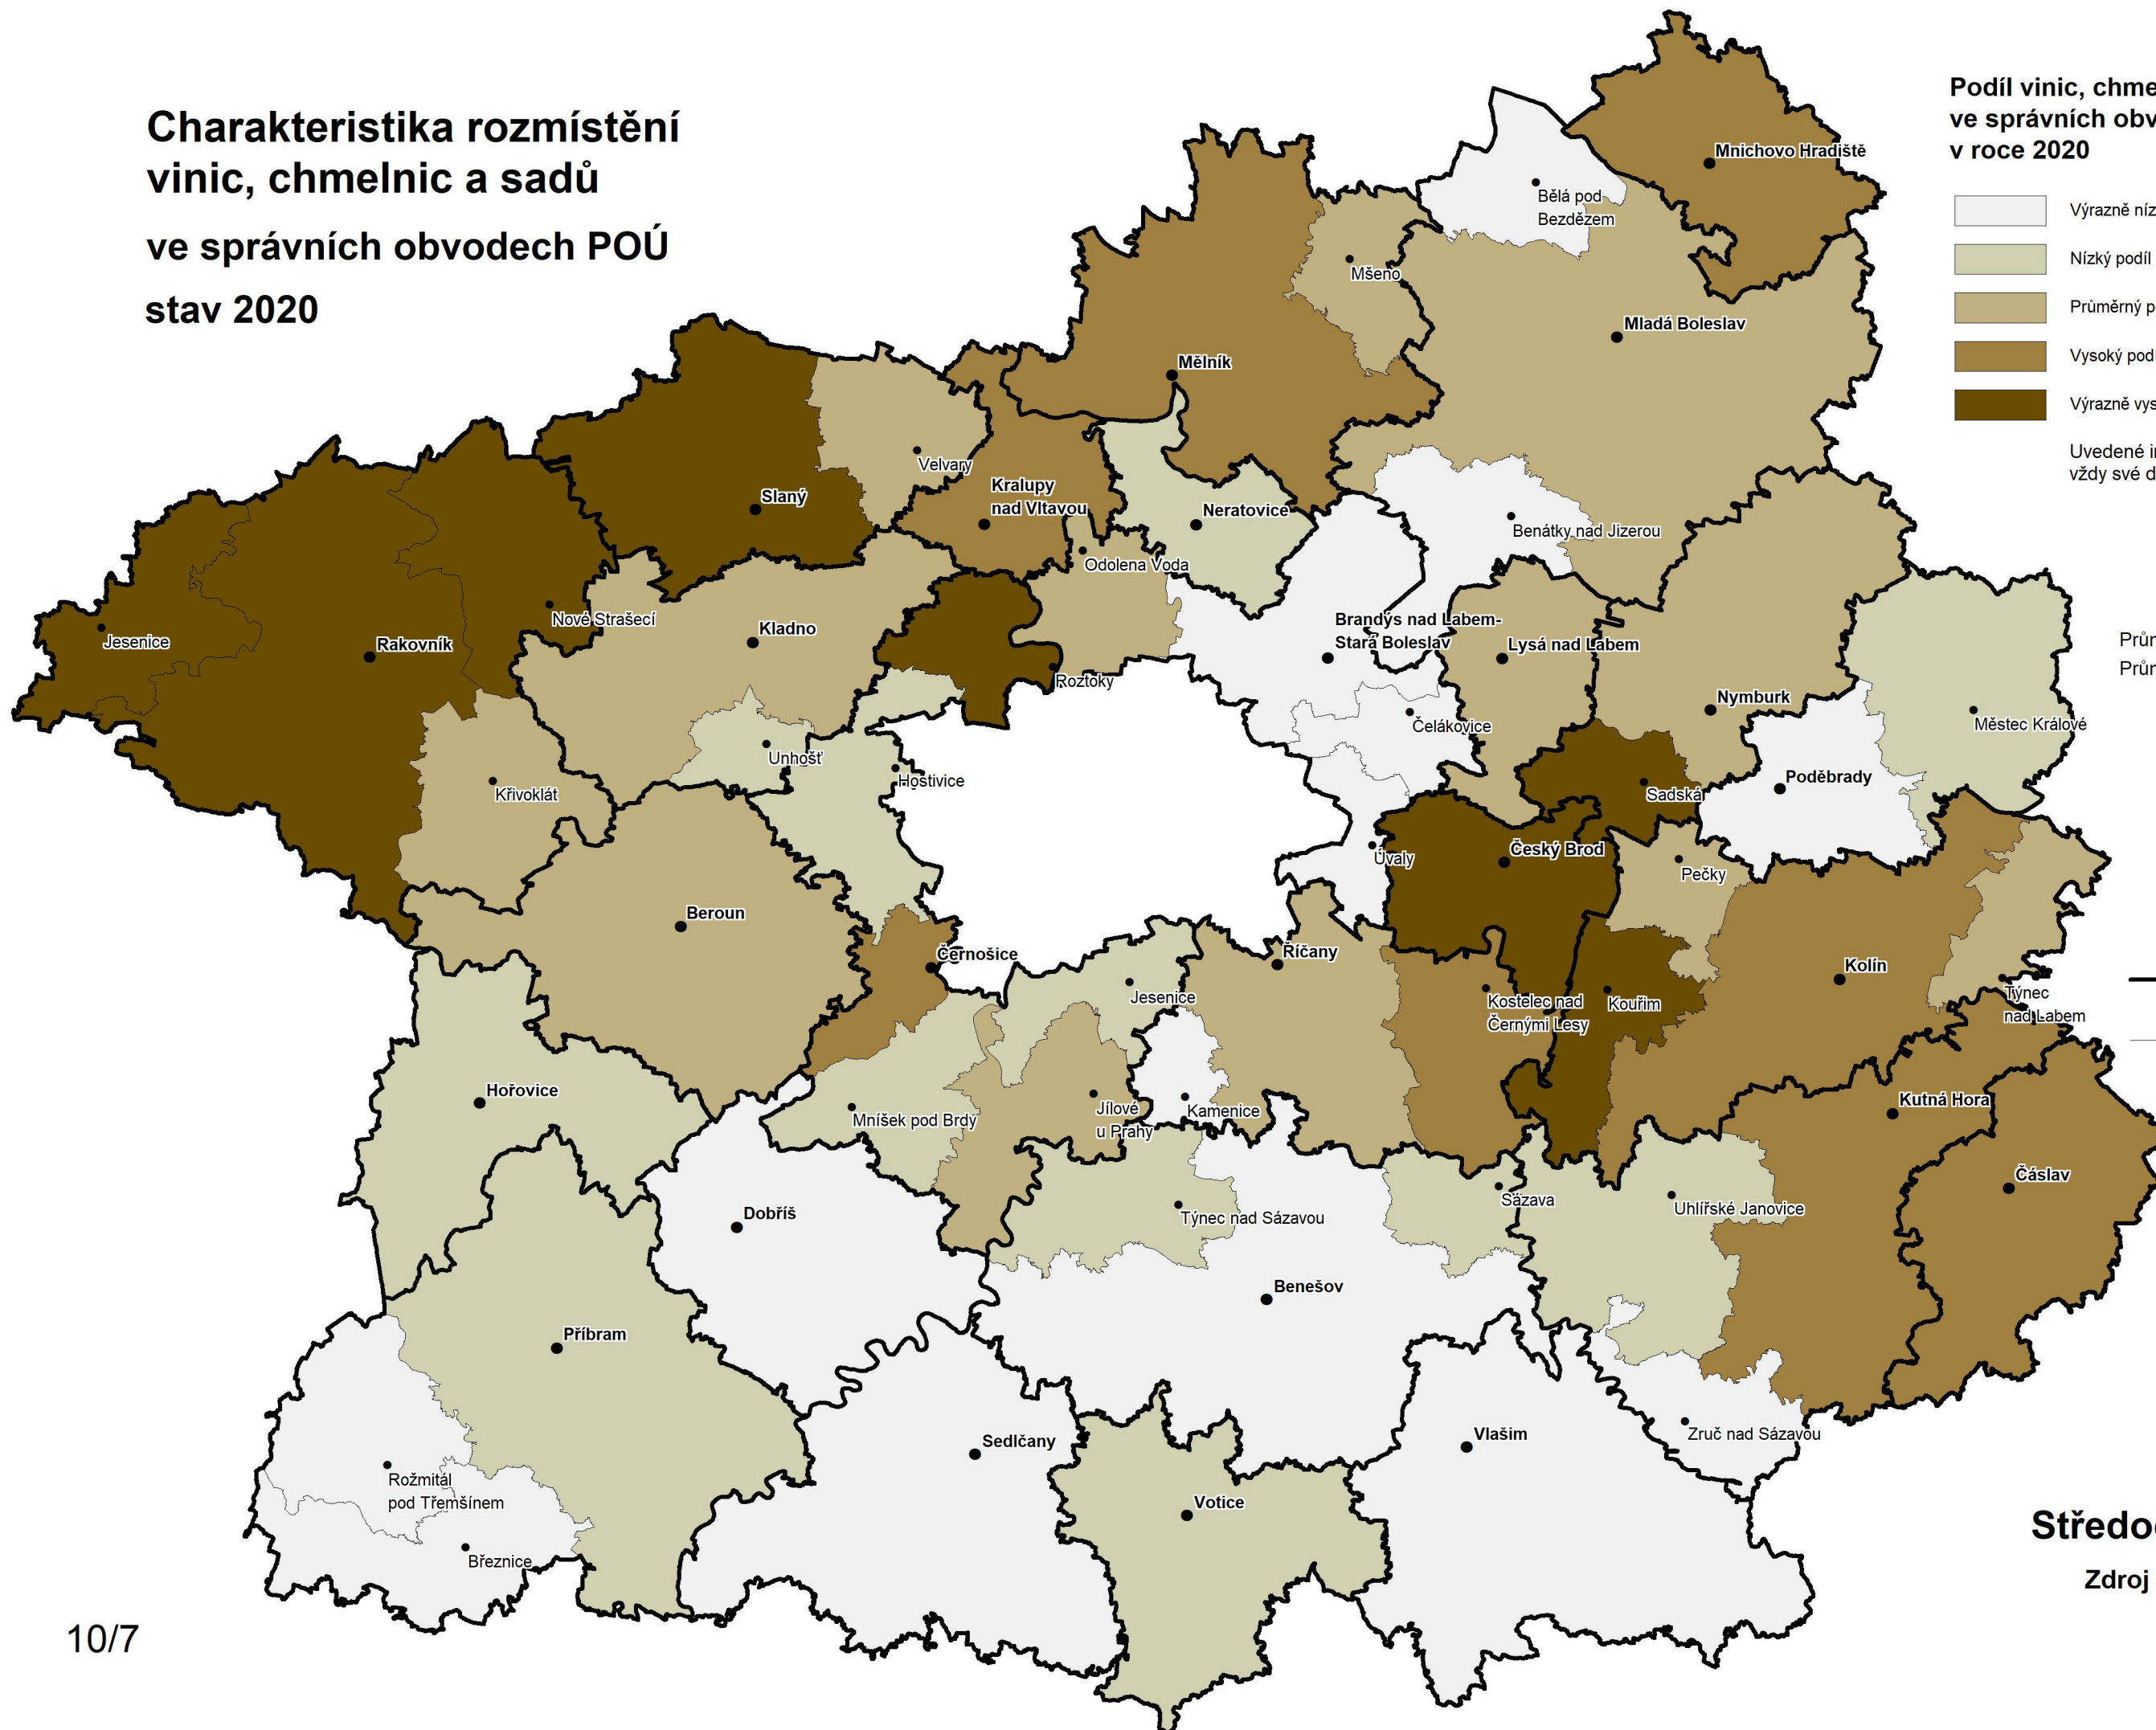 Charakteristika rozmístění
vinic, chmelnic a sadů
ve správních obvodech POÚ
stav 2020
Podíl vinic, chme
ve správních obv
v roce 2020
Výrazně níz
Nízký podíl
Průměrný p
Vysoký pod
Výrazně vys
Uvedené i
vždy své d
Prům
Prům
Mnichovo Hradiště
Bělá pod
Bezdězem
Mšeno
Mladá Boleslav
Mělník
Velvary
Slaný
Kralupy
nad Vltavou
Neratovice
Benátky nad Jizerou
Odolena Voda
Nové Strašecí
Kladno
Jesenice
Rakovník
Brandýs nad Labem-
Stará Boleslav
Lysá nad Labem
Roztoky
Nymburk
Čelákovice
Městec Králové
Unhošť
Hostivice
Poděbrady
Křivoklát
Sadská
Úvaly
Český Brod
Pečky
Beroun
Černošice
Říčany
Kolín
Jesenice
Kostelec nad
Černými Lesy
Kouřim
Týnec
nad Labem
Hořovice
Mníšek pod Brdy
Jílové
u Prahy
Kamenice
Kutná Hora
Čáslav
Dobříš
Týnec nad Sázavou
Sázava
Uhlířské Janovice
Benešov
Příbram
Sedlčany
Vlašim
Zruč nad Sázavou
Rožmitál
pod Třemšínem
Votice
Březnice
Středo
Zdroj
10/7